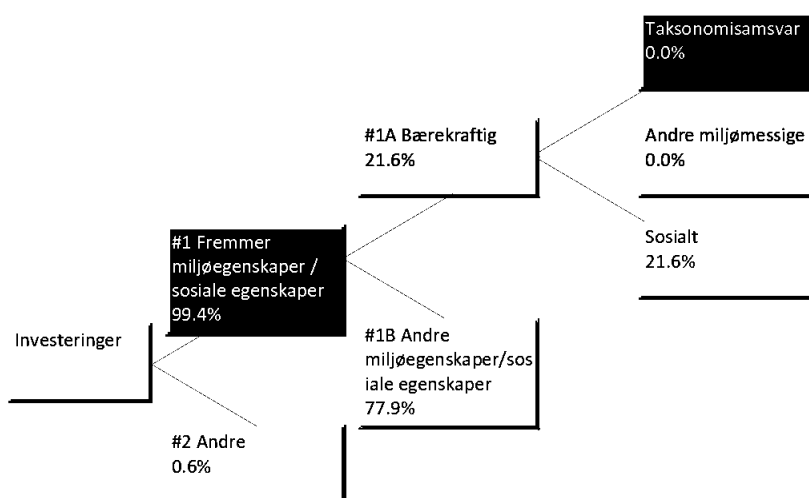 Taksonomisamsvar
0.0%
#1A Bærekraftig
21.6%
Andre miljømessige
0.0%
#1 Fremmer
miljøegenskaper /
sosiale egenskaper
99.4%
Sosialt
21.6%
Investeringer
#1B Andre
miljøegenskaper/sos
iale egenskaper
77.9%
#2 Andre
0.6%